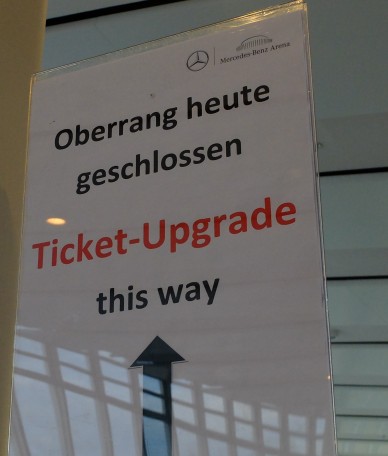 Mercedes-Benz Arena
Oberrang heute
geschlossen
Ticket-Upgrade
this way